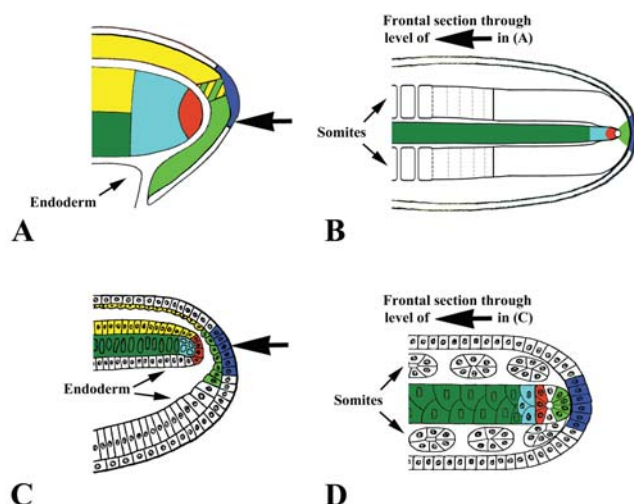 Frontal section through
level of in (A)
Somites
Endoderm
A
B
Frontal section through
level of in (C)
Endoderm
Somites
C
D